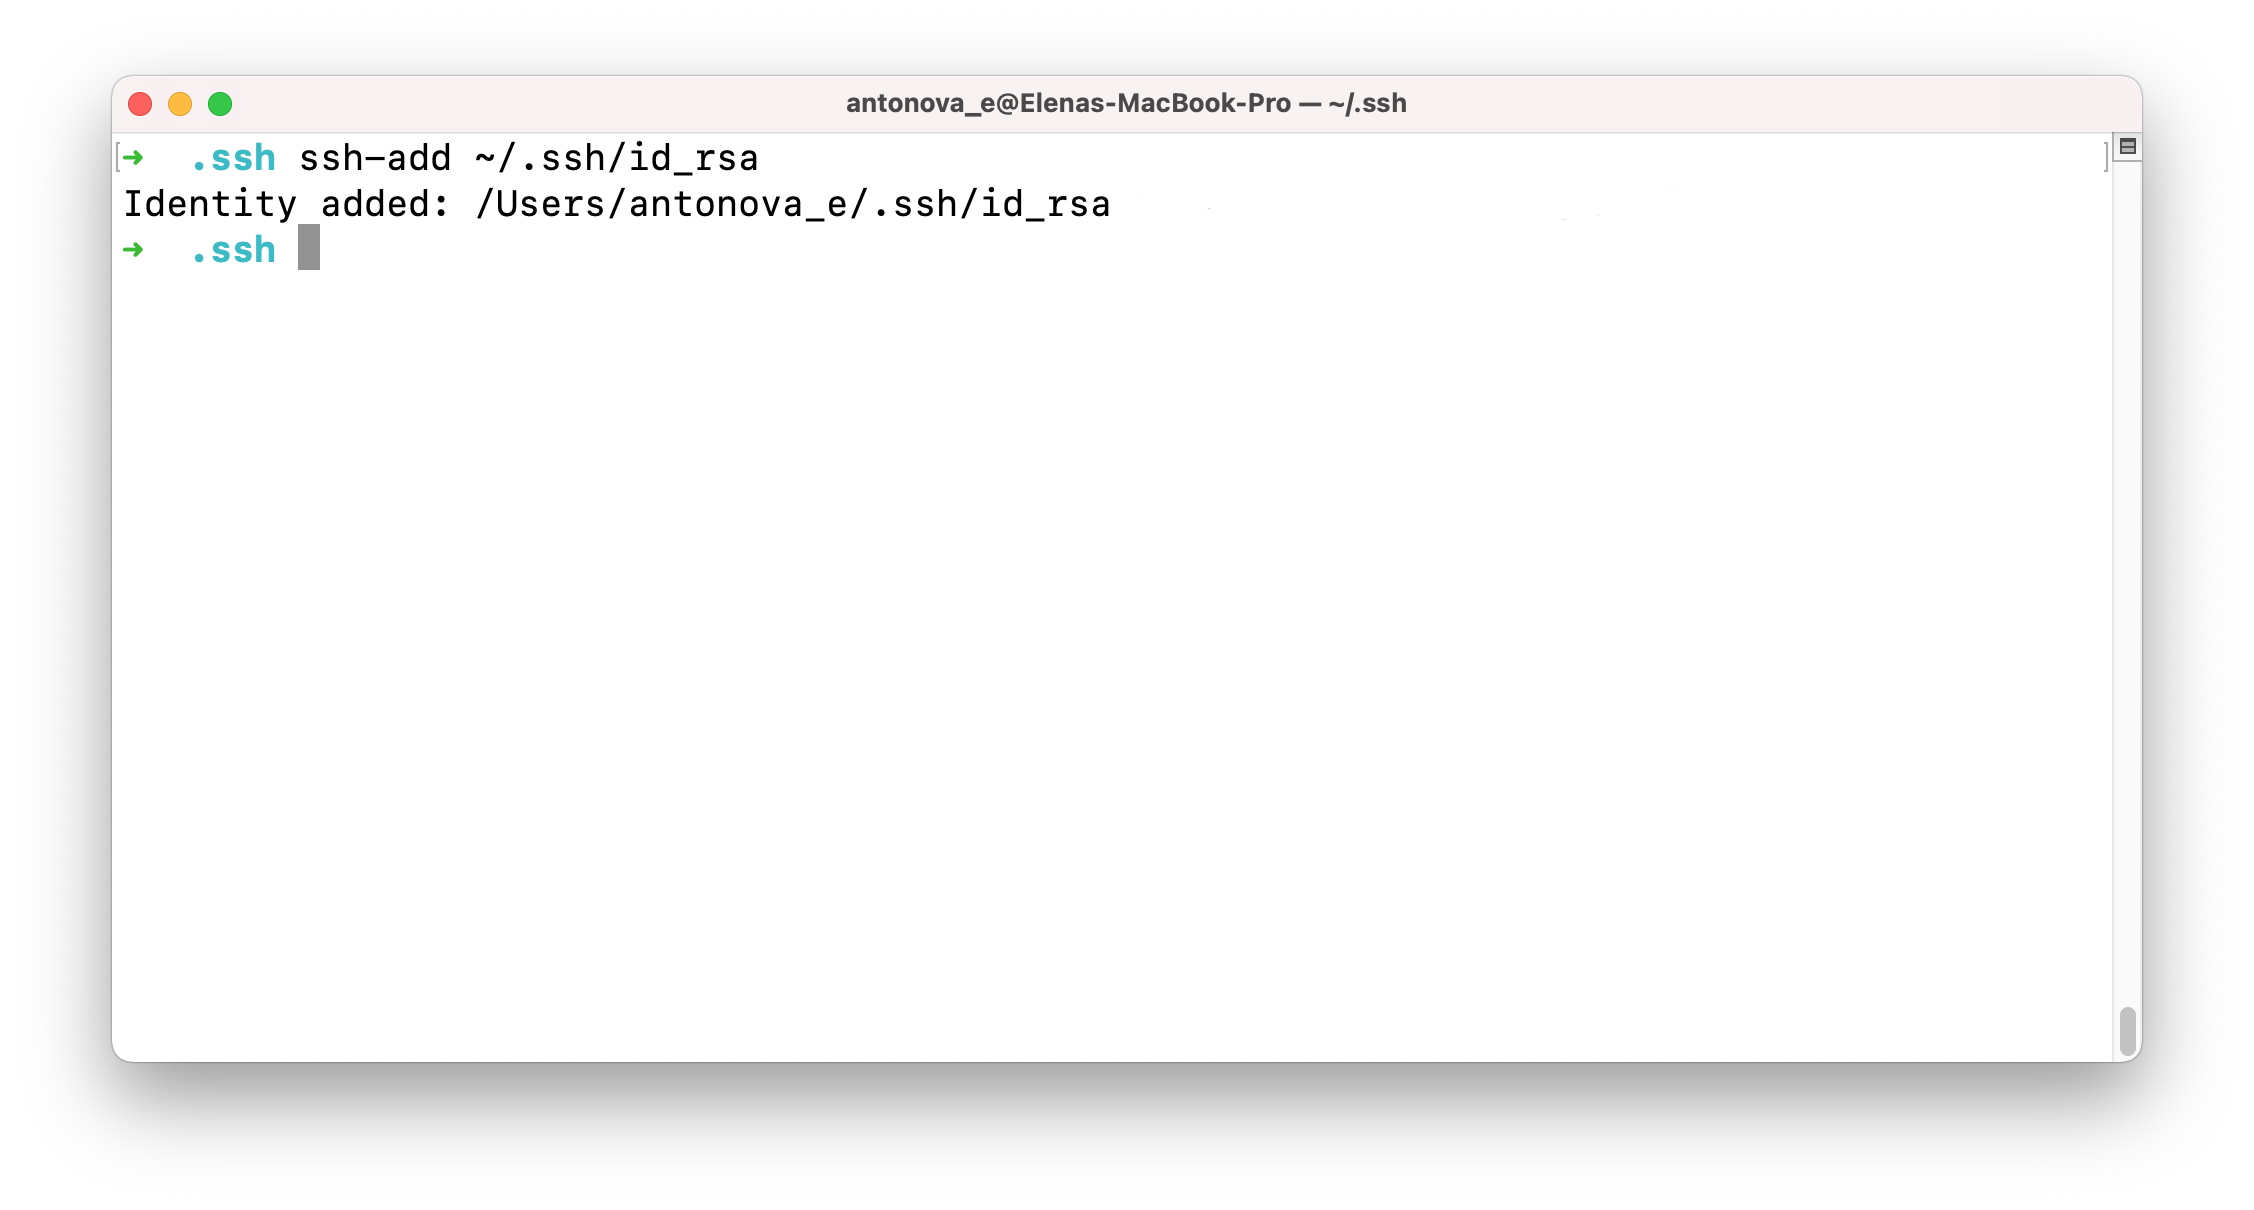 antonova_e@Elenas-MacBook-Pro — ~/.ssh
[➜ .ssh ssh-add ~/.ssh/id_rsa ]
Identity added: /Users/antonova_e/.ssh/id_rsa
➜ .ssh